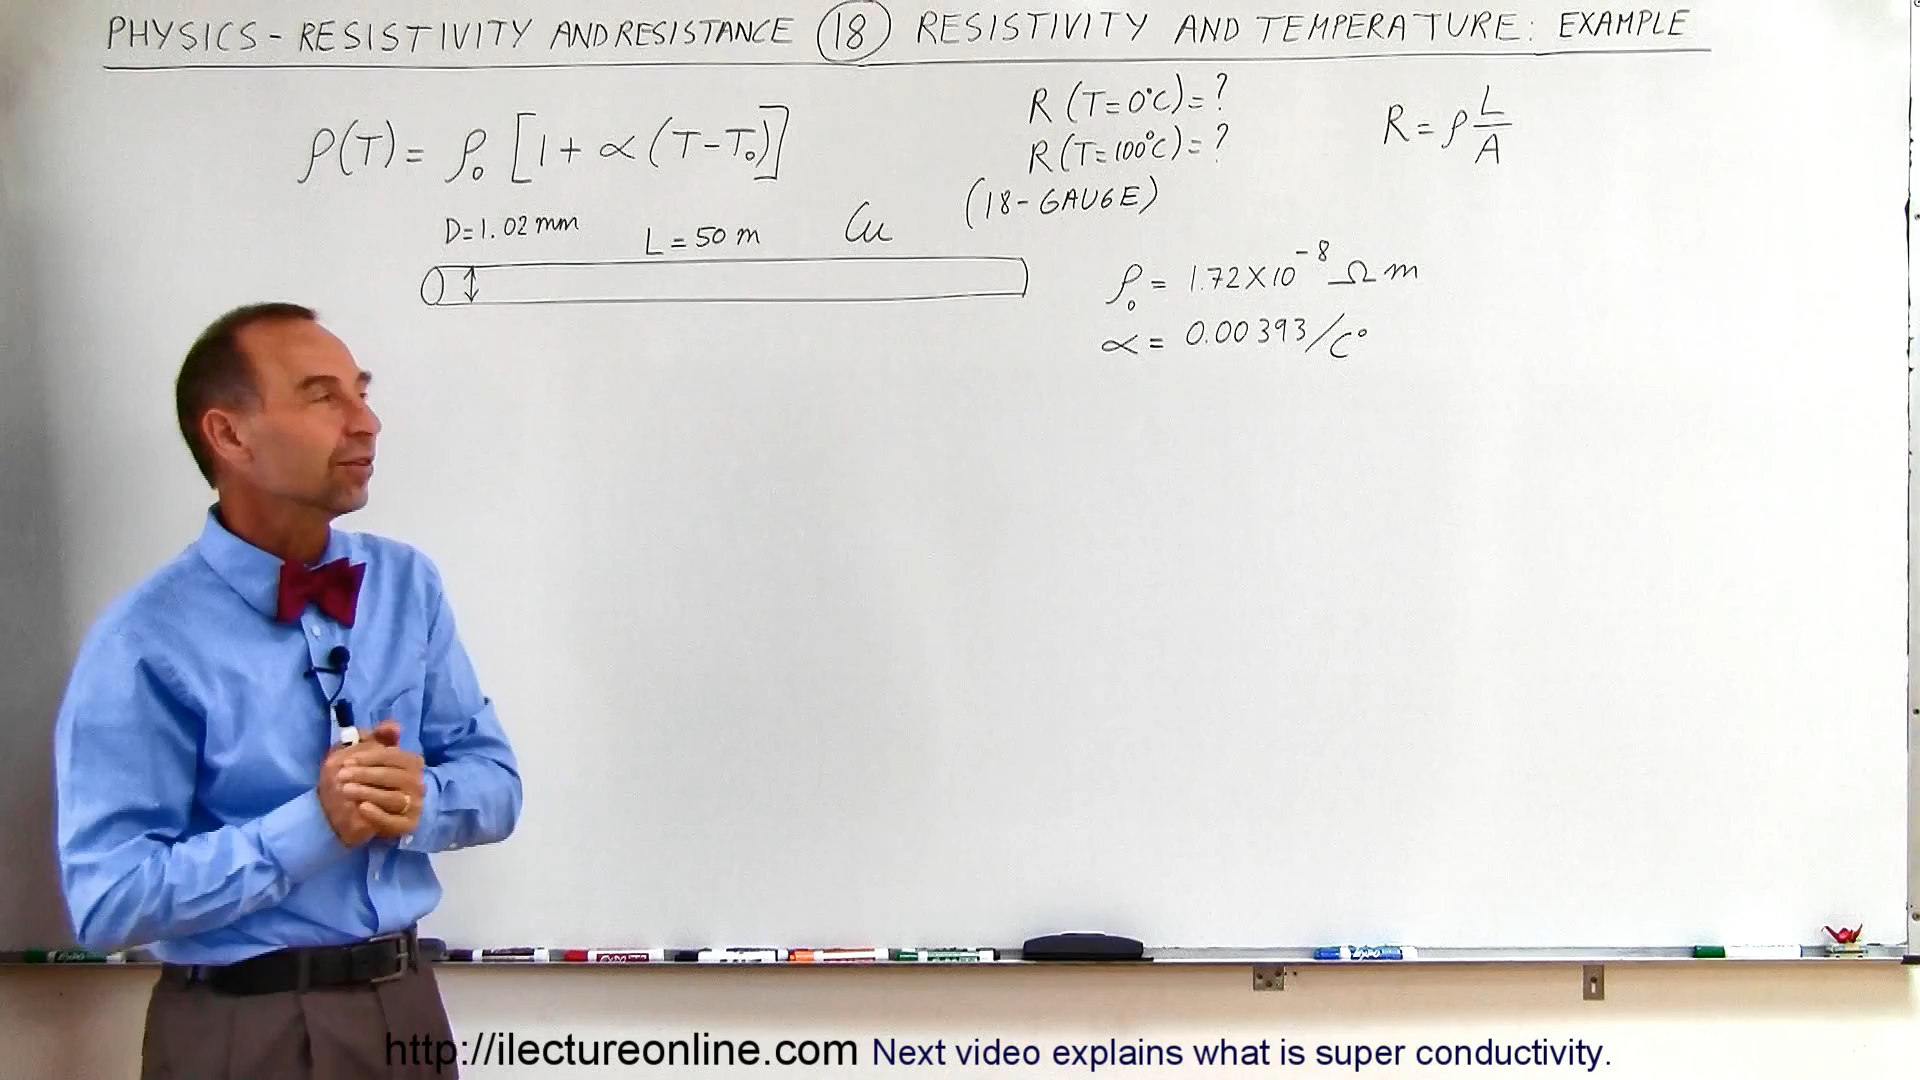 PHYSICS - RESISTIVITY AND RESISTANCE 18 RESISTIVITY AND TEMPERATURE: EXAMPLE
ρ(T) = ρ₀ [1 + α (T - T₀)]
R (T = 0°C) = ?
R (T = 100°C) = ?
(18-GAUGE)
R = ρ L/A
D = 1.02 mm
L = 50 m
Cu
ρ₀ = 1.72 X 10⁻⁸ Ω m
α = 0.00393/C°
EXPO
http://ilectureonline.com Next video explains what is super conductivity.